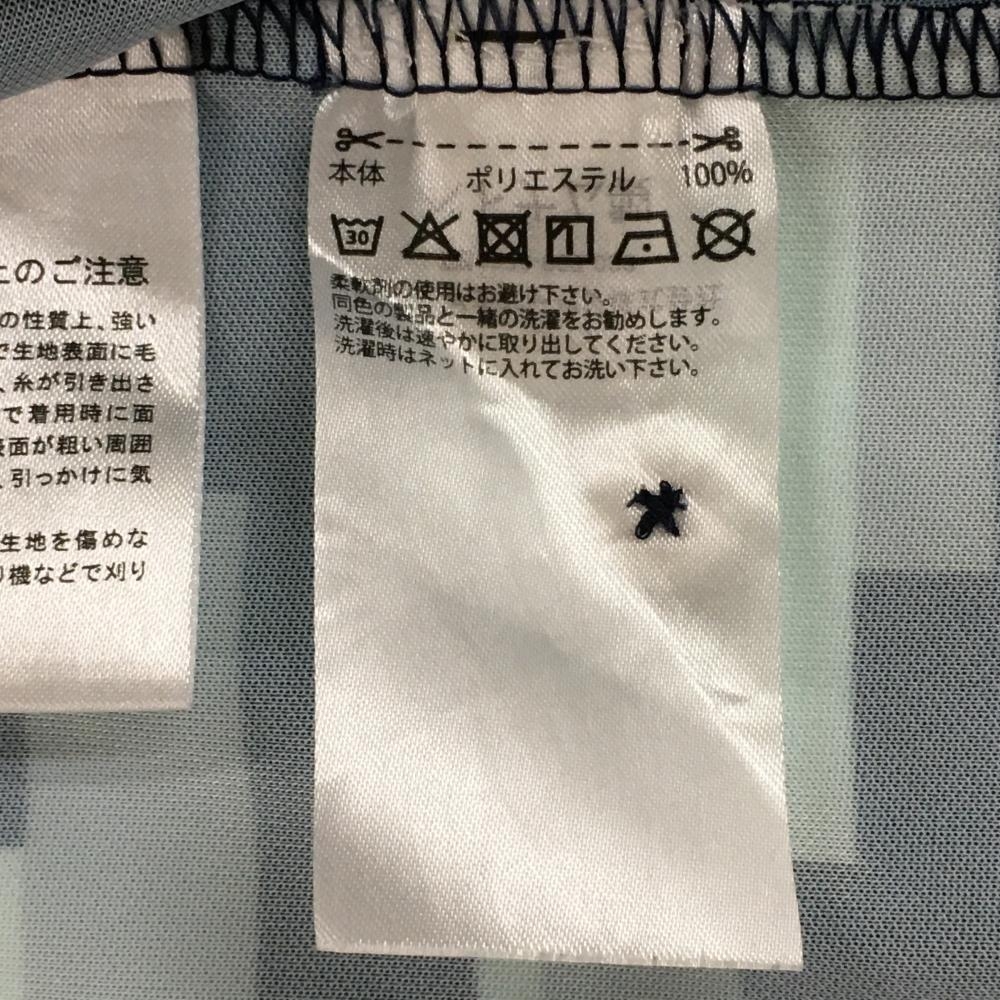 上のご注意
の性質上、強い
で生地表面に毛
、糸が引き出さ
で着用時に面
表面が粗い周囲
、引っかけに気
生地を傷めな
機などで刈り
本体 ポリエステル 100%
30
柔軟剤の使用はお避け下さい。
同色の製品と一緒の洗濯をお勧めします。
洗濯後は速やかに取り出してください。
洗濯時はネットに入れてお洗い下さい。